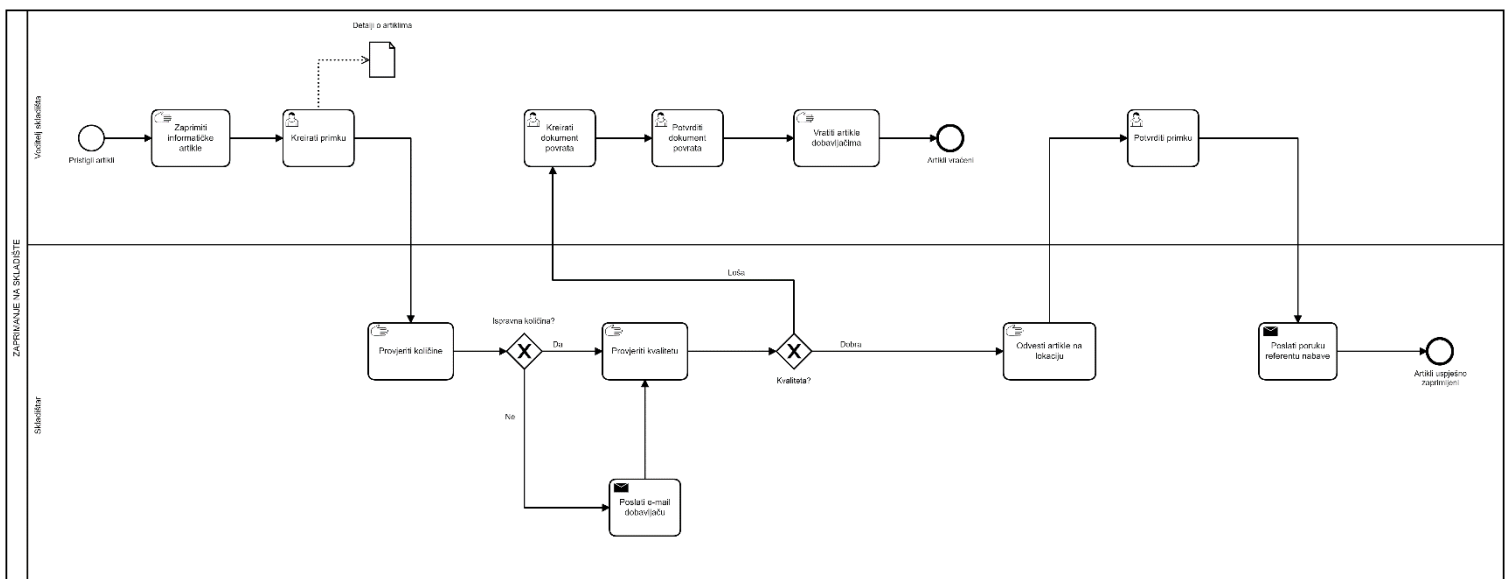 ZAPRIMANJE NA SKLADIŠTE
Voditelj skladišta
Detalji o artiklima
Pristigli artikli
Zaprimiti
informatičke
artikle
Kreirati primku
Kreirati
dokument
povrata
Potvrditi
dokument
povrata
Vratiti artikle
dobavljačima
Artikli vraćeni
Potvrditi primku
Skladištar
Provjeriti količine
Ispravna količina?
Da
Ne
Provjeriti kvalitetu
Poslati e-mail
dobavljaču
Loša
Kvaliteta?
Dobra
Odvesti artikle na
lokaciju
Poslati poruku
referentu nabave
Artikli uspješno
zaprimljeni